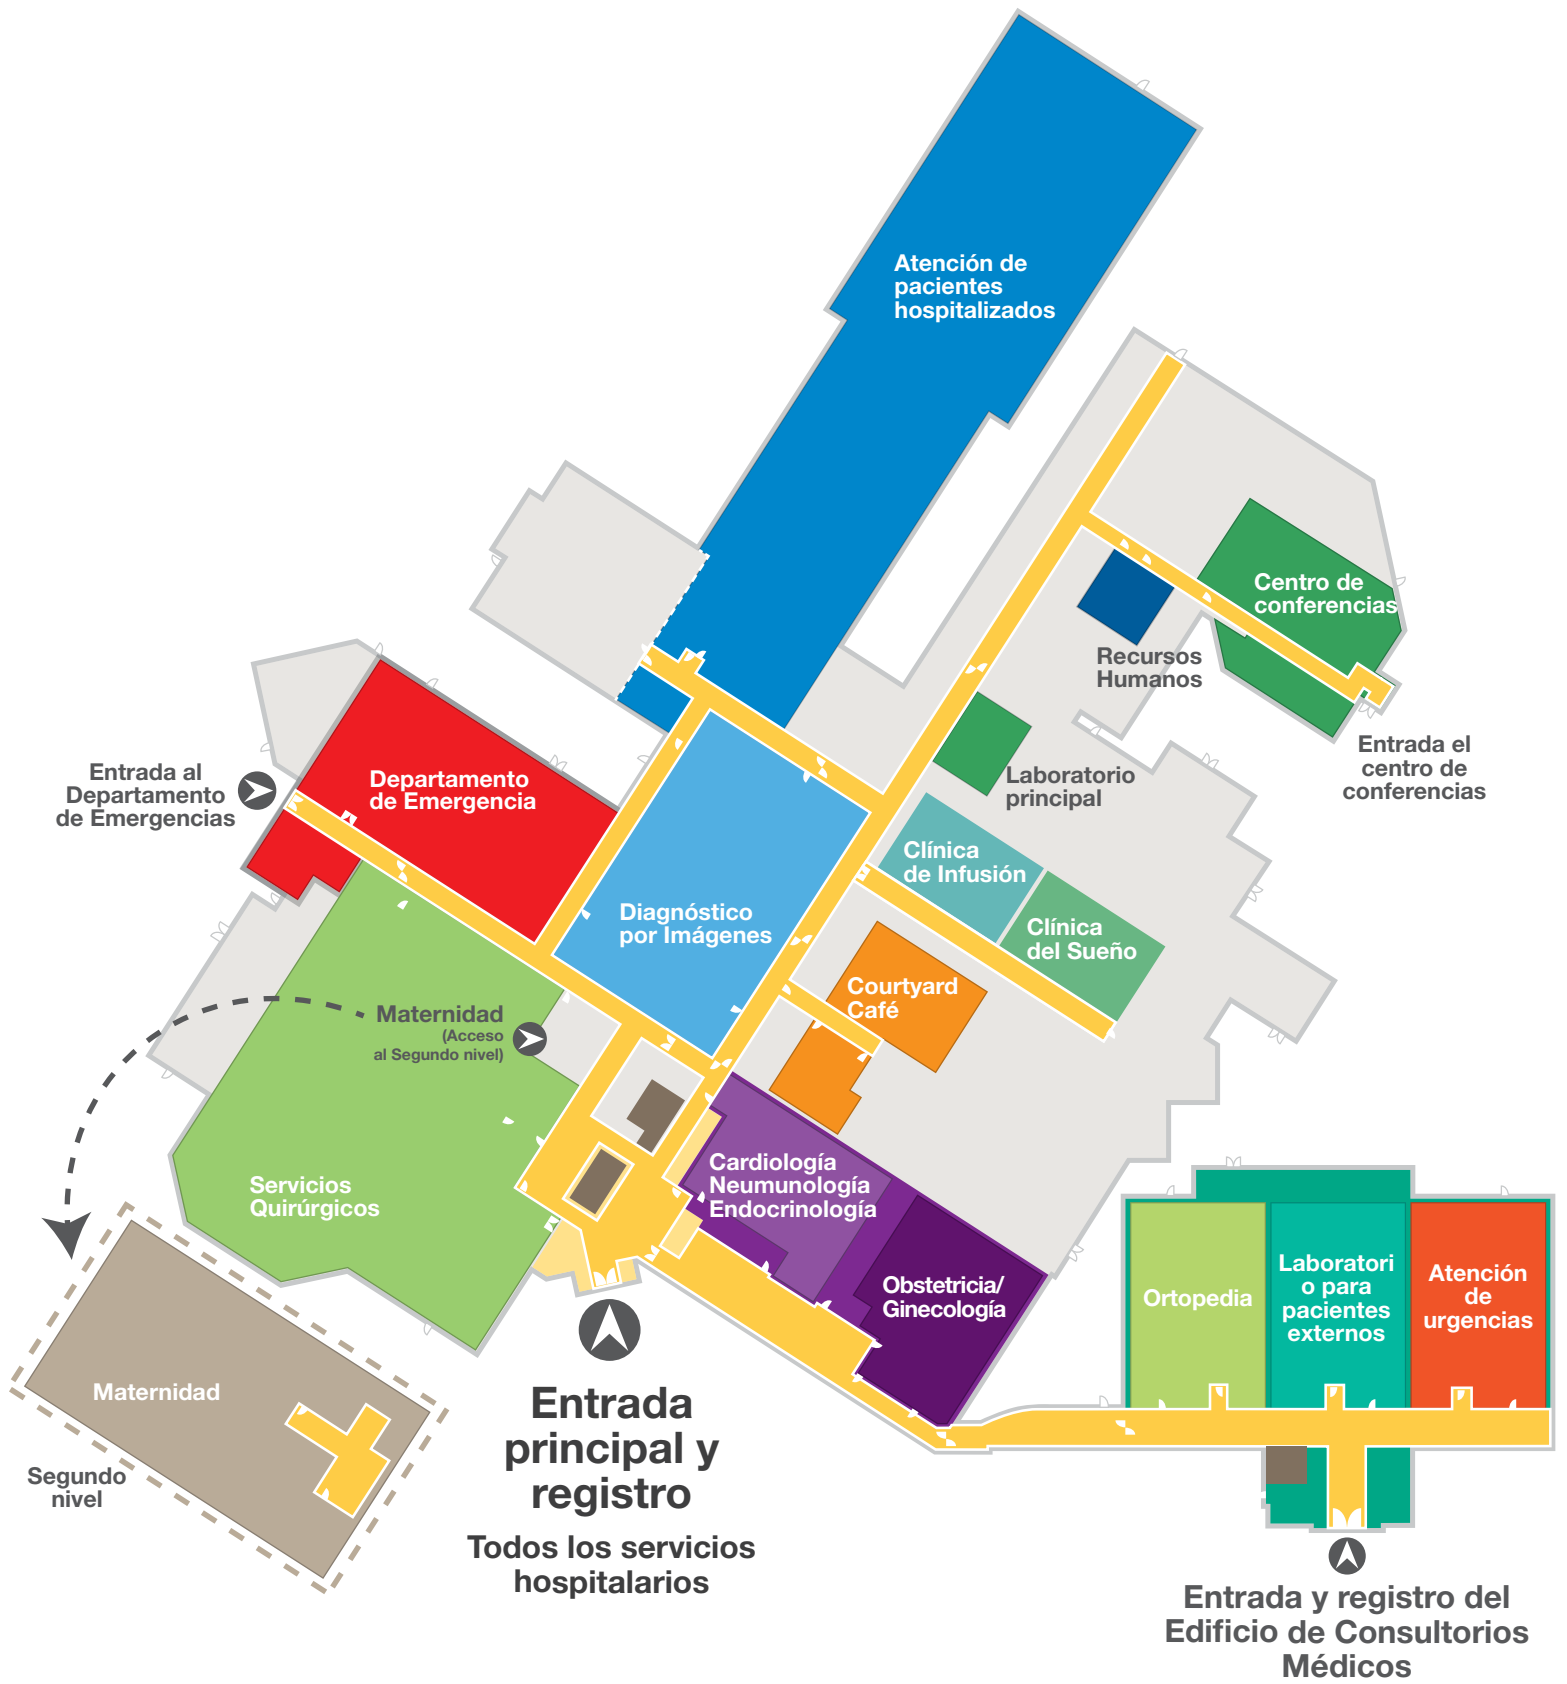 Atención de
pacientes
hospitalizados
Centro de
conferencias
Recursos
Humanos
Entrada el
centro de
conferencias
Laboratorio
principal
Entrada al
Departamento
de Emergencias
Departamento
de Emergencia
Clínica
de Infusión
Clínica
del Sueño
Diagnóstico
por Imágenes
Courtyard
Café
Maternidad
(Acceso
al Segundo nivel)
Servicios
Quirúrgicos
Cardiología
Neumunología
Endocrinología
Obstetricia/
Ginecología
Ortopedia
Laboratori
o para
pacientes
externos
Atención
de
urgencias
Maternidad
Segundo
nivel
Entrada
principal y
registro
Todos los servicios
hospitalarios
Entrada y registro del
Edificio de Consultorios
Médicos